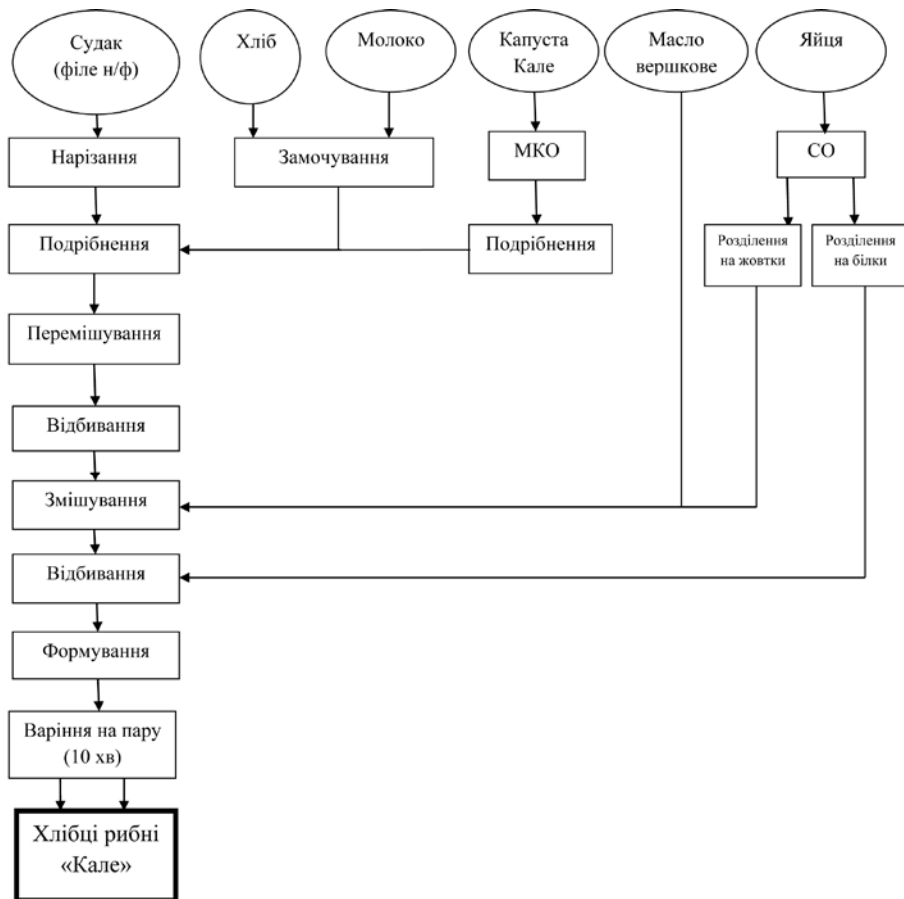 Судак
(філе н/ф)
Хліб
Молоко
Капуста
Кале
Масло
вершкове
Яйця
Нарізання
Замочування
МКО
СО
Подрібнення
Подрібнення
Розділення
на жовтки
Розділення
на білки
Перемішування
Відбивання
Змішування
Відбивання
Формування
Варіння на пару
(10 хв)
Хлібці рибні
«Кале»